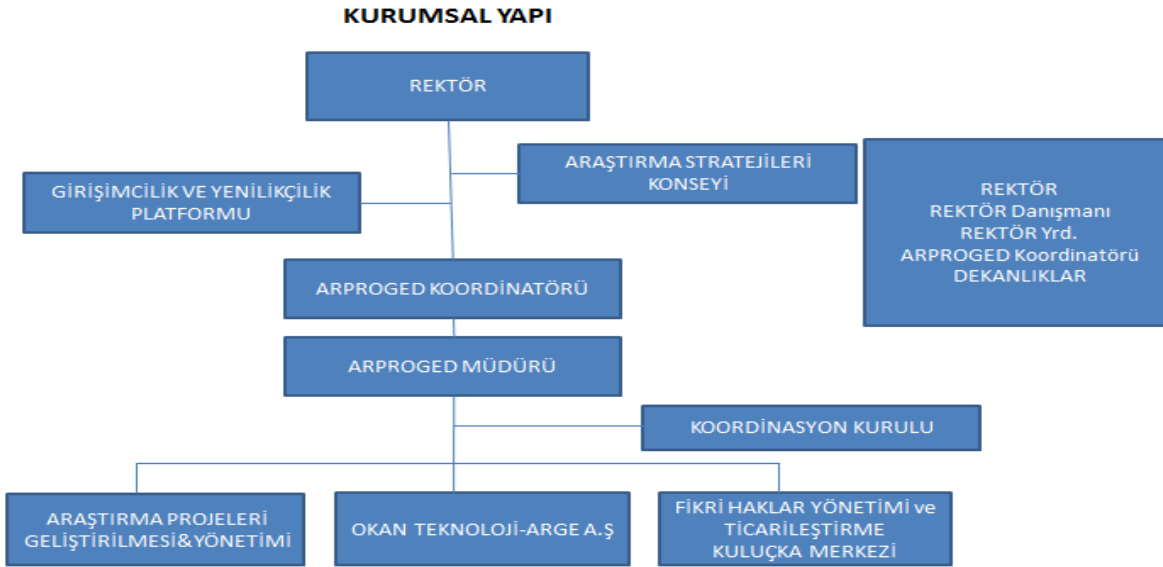 KURUMSAL YAPI
REKTÖR
ARAŞTIRMA STRATEJİLERİ
KONSEYİ
GİRİŞİMCİLİK VE YENİLİKÇİLİK
PLATFORMU
REKTÖR
REKTÖR Danışmanı
REKTÖR Yrd.
ARPROGED Koordinatörü
DEKANLIKLAR
ARPROGED KOORDİNATÖRÜ
ARPROGED MÜDÜRÜ
KOORDİNASYON KURULU
ARAŞTIRMA PROJELERİ
GELİŞTİRİLMESİ&YÖNETİMİ
OKAN TEKNOLOJİ-ARGE A.Ş
FİKRİ HAKLAR YÖNETİMİ ve
TİCARİLEŞTİRME
KULUÇKA MERKEZİ